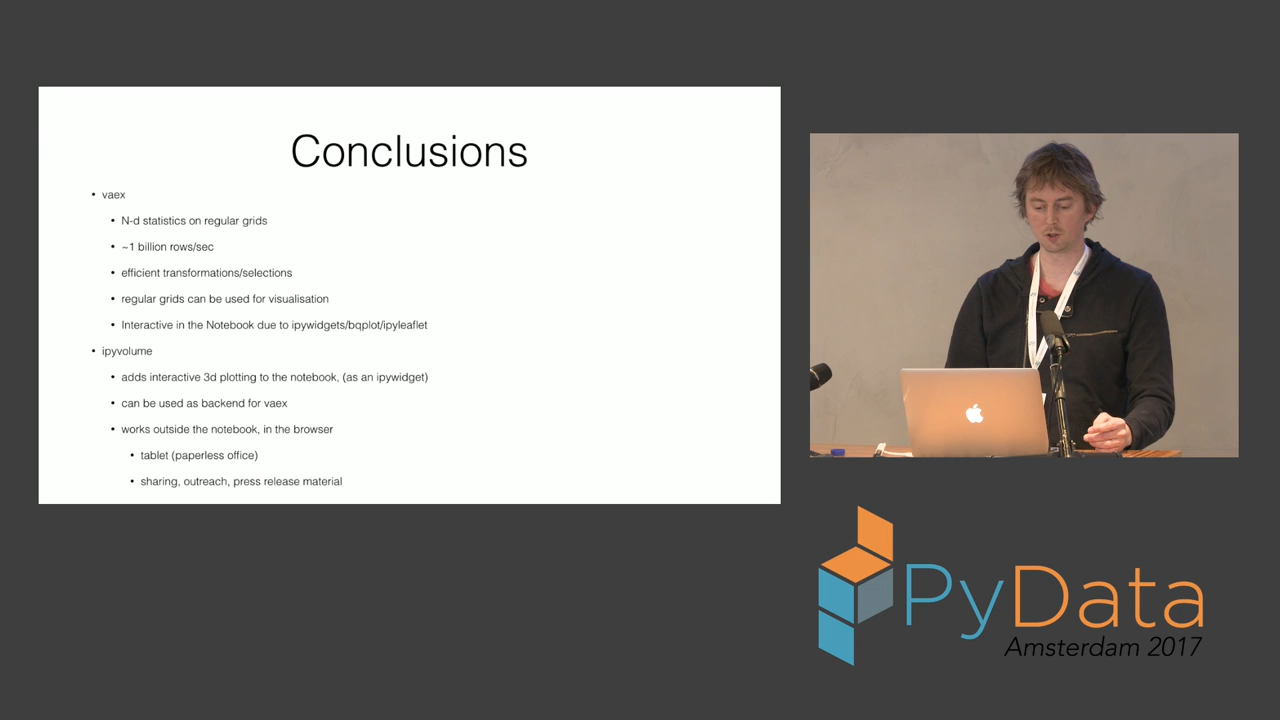 Conclusions
• vaex
• N-d statistics on regular grids
• ~1 billion rows/sec
• efficient transformations/selections
• regular grids can be used for visualisation
• Interactive in the Notebook due to ipywidgets/bqplot/ipyleaflet
• ipyvolume
• adds interactive 3d plotting to the notebook, (as an ipywidget)
• can be used as backend for vaex
• works outside the notebook, in the browser
• tablet (paperless office)
• sharing, outreach, press release material
PyData
Amsterdam 2017